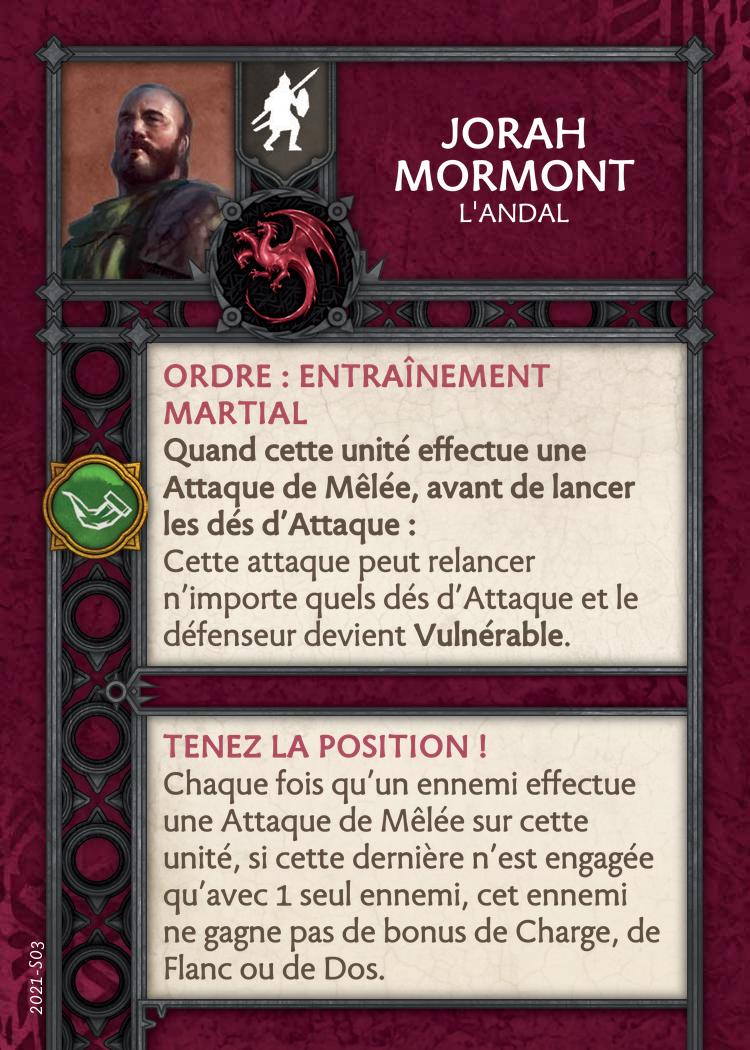 JORAH
MORMONT
L'ANDAL
ORDRE : ENTRAÎNEMENT
MARTIAL
Quand cette unité effectue une
Attaque de Mêlée, avant de lancer
les dés d’Attaque :
Cette attaque peut relancer
n’importe quels dés d’Attaque et le
défenseur devient Vulnérable.
TENEZ LA POSITION !
Chaque fois qu’un ennemi effectue
une Attaque de Mêlée sur cette
unité, si cette dernière n’est engagée
qu’avec 1 seul ennemi, cet ennemi
ne gagne pas de bonus de Charge, de
Flanc ou de Dos.
2021-S03